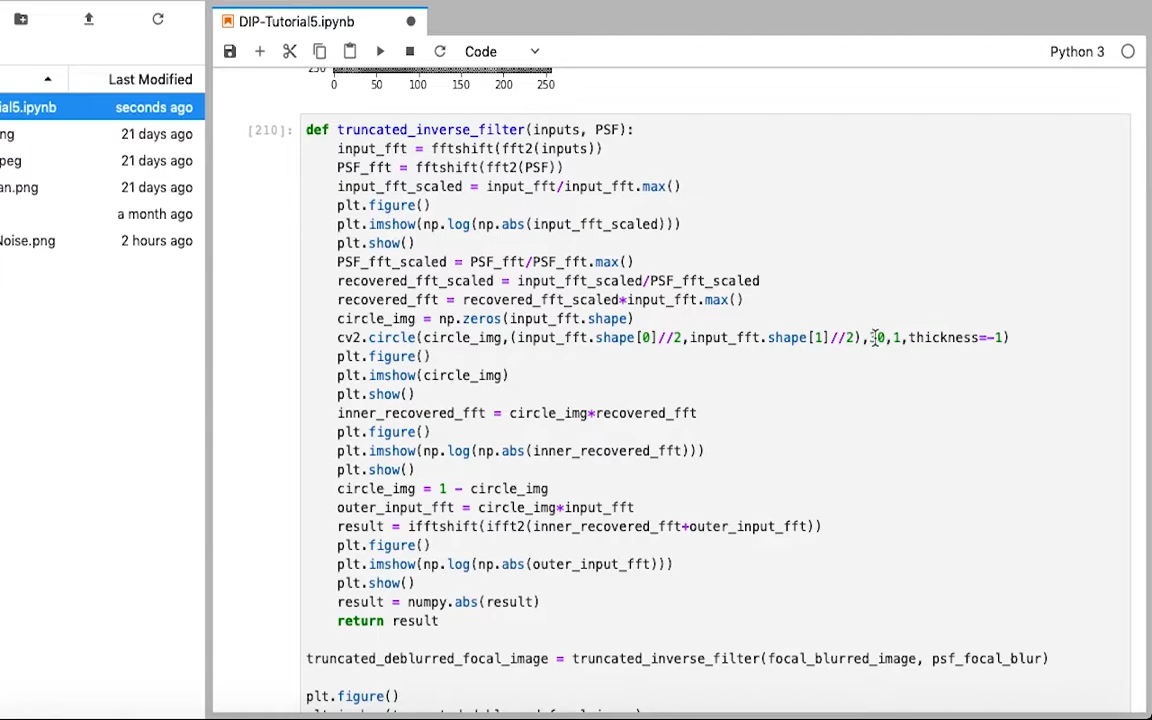 DIP-Tutorial5.ipynb
Code
Python 3
Last Modified
ial5.ipynb seconds ago
ng 21 days ago
peg 21 days ago
an.png 21 days ago
a month ago
Noise.png 2 hours ago
250
0 50 100 150 200 250
[210]:
def truncated_inverse_filter(inputs, PSF):
input_fft = fftshift(fft2(inputs))
PSF_fft = fftshift(fft2(PSF))
input_fft_scaled = input_fft/input_fft.max()
plt.figure()
plt.imshow(np.log(np.abs(input_fft_scaled)))
plt.show()
PSF_fft_scaled = PSF_fft/PSF_fft.max()
recovered_fft_scaled = input_fft_scaled/PSF_fft_scaled
recovered_fft = recovered_fft_scaled*input_fft.max()
circle_img = np.zeros(input_fft.shape)
cv2.circle(circle_img,(input_fft.shape[0]//2,input_fft.shape[1]//2), 0,1,thickness=-1)
plt.figure()
plt.imshow(circle_img)
plt.show()
inner_recovered_fft = circle_img*recovered_fft
plt.figure()
plt.imshow(np.log(np.abs(inner_recovered_fft)))
plt.show()
circle_img = 1 - circle_img
outer_input_fft = circle_img*input_fft
result = ifftshift(ifft2(inner_recovered_fft+outer_input_fft))
plt.figure()
plt.imshow(np.log(np.abs(outer_input_fft)))
plt.show()
result = numpy.abs(result)
return result
truncated_deblurred_focal_image = truncated_inverse_filter(focal_blurred_image, psf_focal_blur)
plt.figure()